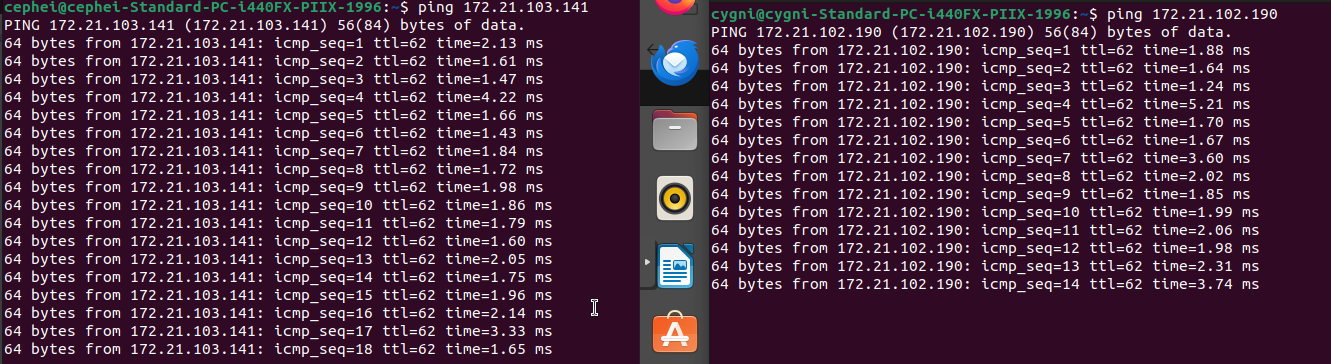 cephei@cephei-Standard-PC-i440FX-PIIX-1996:~$ ping 172.21.103.141
PING 172.21.103.141 (172.21.103.141) 56(84) bytes of data.
64 bytes from 172.21.103.141: icmp_seq=1 ttl=62 time=2.13 ms
64 bytes from 172.21.103.141: icmp_seq=2 ttl=62 time=1.61 ms
64 bytes from 172.21.103.141: icmp_seq=3 ttl=62 time=1.47 ms
64 bytes from 172.21.103.141: icmp_seq=4 ttl=62 time=4.22 ms
64 bytes from 172.21.103.141: icmp_seq=5 ttl=62 time=1.66 ms
64 bytes from 172.21.103.141: icmp_seq=6 ttl=62 time=1.43 ms
64 bytes from 172.21.103.141: icmp_seq=7 ttl=62 time=1.84 ms
64 bytes from 172.21.103.141: icmp_seq=8 ttl=62 time=1.72 ms
64 bytes from 172.21.103.141: icmp_seq=9 ttl=62 time=1.98 ms
64 bytes from 172.21.103.141: icmp_seq=10 ttl=62 time=1.86 ms
64 bytes from 172.21.103.141: icmp_seq=11 ttl=62 time=1.79 ms
64 bytes from 172.21.103.141: icmp_seq=12 ttl=62 time=1.60 ms
64 bytes from 172.21.103.141: icmp_seq=13 ttl=62 time=2.05 ms
64 bytes from 172.21.103.141: icmp_seq=14 ttl=62 time=1.75 ms
64 bytes from 172.21.103.141: icmp_seq=15 ttl=62 time=1.96 ms
64 bytes from 172.21.103.141: icmp_seq=16 ttl=62 time=2.14 ms
64 bytes from 172.21.103.141: icmp_seq=17 ttl=62 time=3.33 ms
64 bytes from 172.21.103.141: icmp_seq=18 ttl=62 time=1.65 ms
cygni@cygni-Standard-PC-i440FX-PIIX-1996:~$ ping 172.21.102.190
PING 172.21.102.190 (172.21.102.190) 56(84) bytes of data.
64 bytes from 172.21.102.190: icmp_seq=1 ttl=62 time=1.88 ms
64 bytes from 172.21.102.190: icmp_seq=2 ttl=62 time=1.64 ms
64 bytes from 172.21.102.190: icmp_seq=3 ttl=62 time=1.24 ms
64 bytes from 172.21.102.190: icmp_seq=4 ttl=62 time=5.21 ms
64 bytes from 172.21.102.190: icmp_seq=5 ttl=62 time=1.70 ms
64 bytes from 172.21.102.190: icmp_seq=6 ttl=62 time=1.67 ms
64 bytes from 172.21.102.190: icmp_seq=7 ttl=62 time=3.60 ms
64 bytes from 172.21.102.190: icmp_seq=8 ttl=62 time=2.02 ms
64 bytes from 172.21.102.190: icmp_seq=9 ttl=62 time=1.85 ms
64 bytes from 172.21.102.190: icmp_seq=10 ttl=62 time=1.99 ms
64 bytes from 172.21.102.190: icmp_seq=11 ttl=62 time=2.06 ms
64 bytes from 172.21.102.190: icmp_seq=12 ttl=62 time=1.98 ms
64 bytes from 172.21.102.190: icmp_seq=13 ttl=62 time=2.31 ms
64 bytes from 172.21.102.190: icmp_seq=14 ttl=62 time=3.74 ms